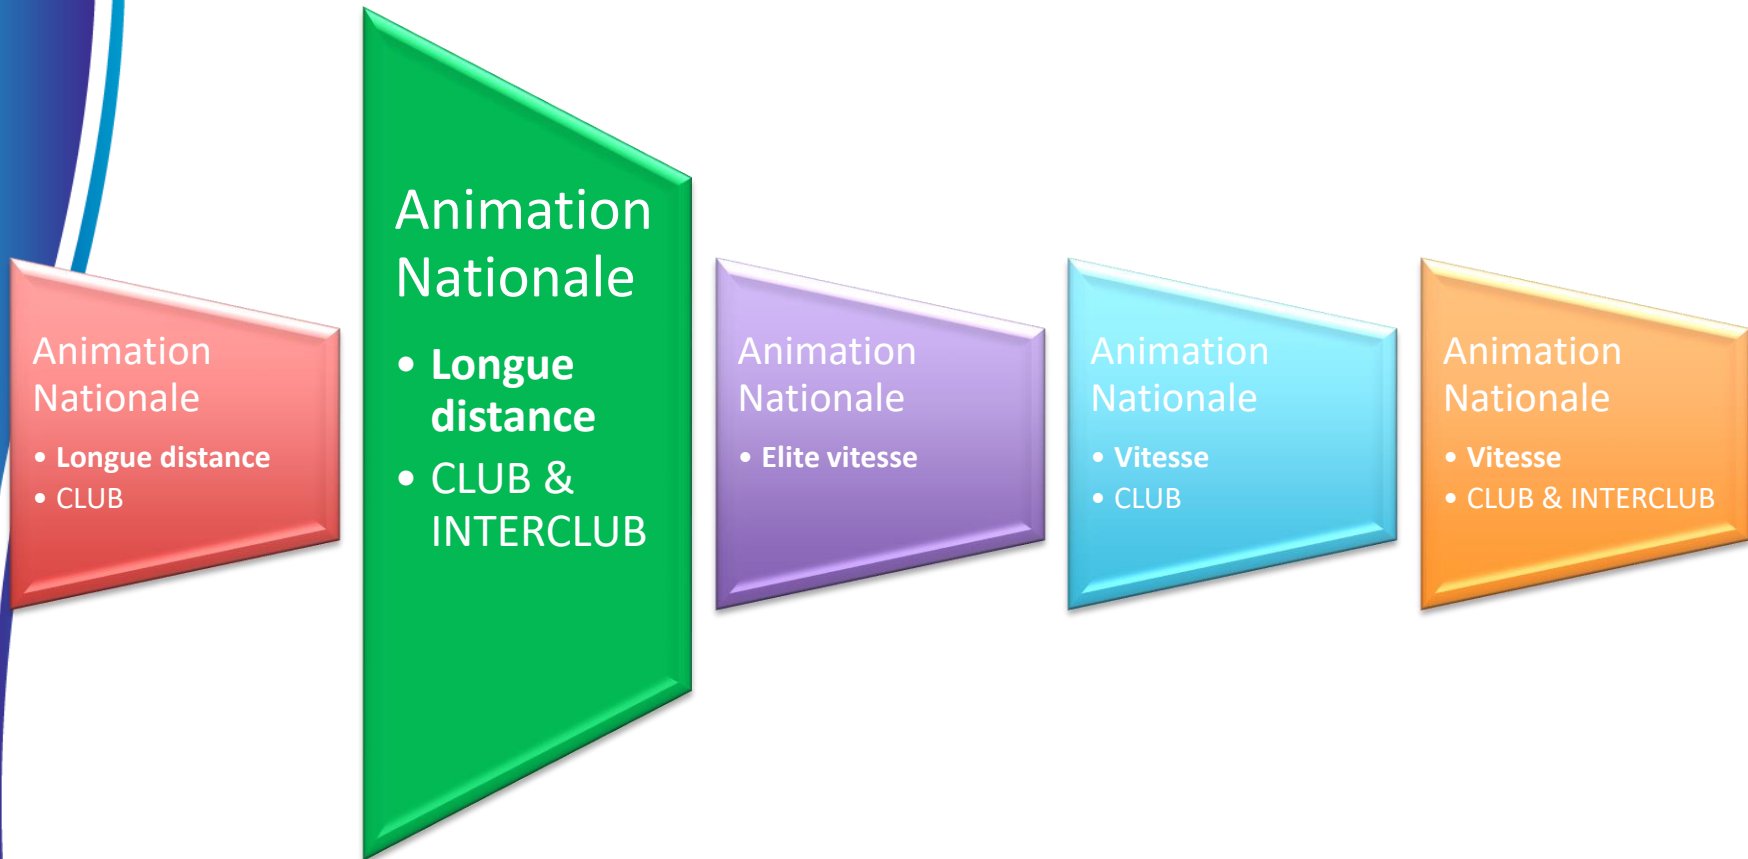 Animation
Nationale
• Longue distance
• CLUB
Animation
Nationale
• Longue
distance
• CLUB &
INTERCLUB
Animation
Nationale
• Elite vitesse
Animation
Nationale
• Vitesse
• CLUB
Animation
Nationale
• Vitesse
• CLUB & INTERCLUB